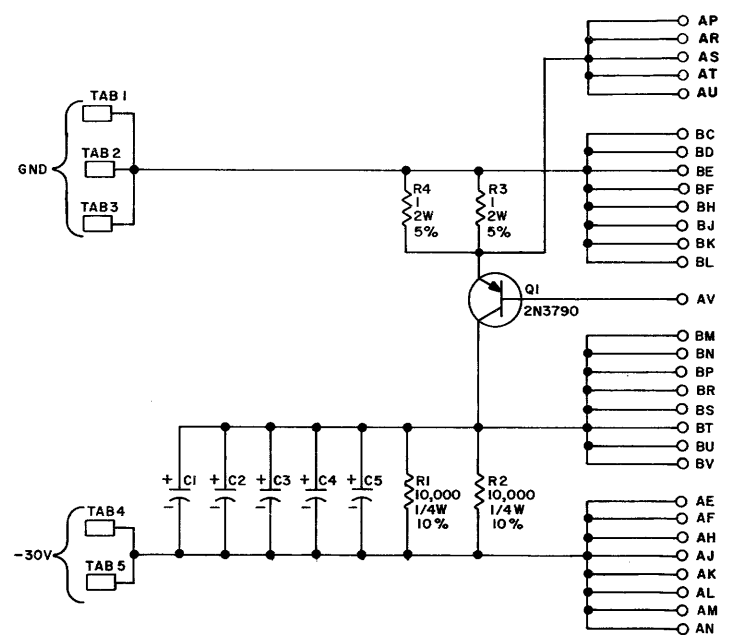 AP
AR
AS
AT
AU
TAB 1
TAB 2
GND
TAB 3
BC
BD
BE
BF
BH
BJ
BK
BL
R4
1
2W
5%
R3
1
2W
5%
Q1
2N3790
AV
BM
BN
BP
BR
BS
BT
BU
BV
+ C1
-
+ C2
-
+ C3
-
+ C4
-
+ C5
-
R1
10,000
1/4W
10%
R2
10,000
1/4W
10%
TAB 4
-30V
TAB 5
AE
AF
AH
AJ
AK
AL
AM
AN